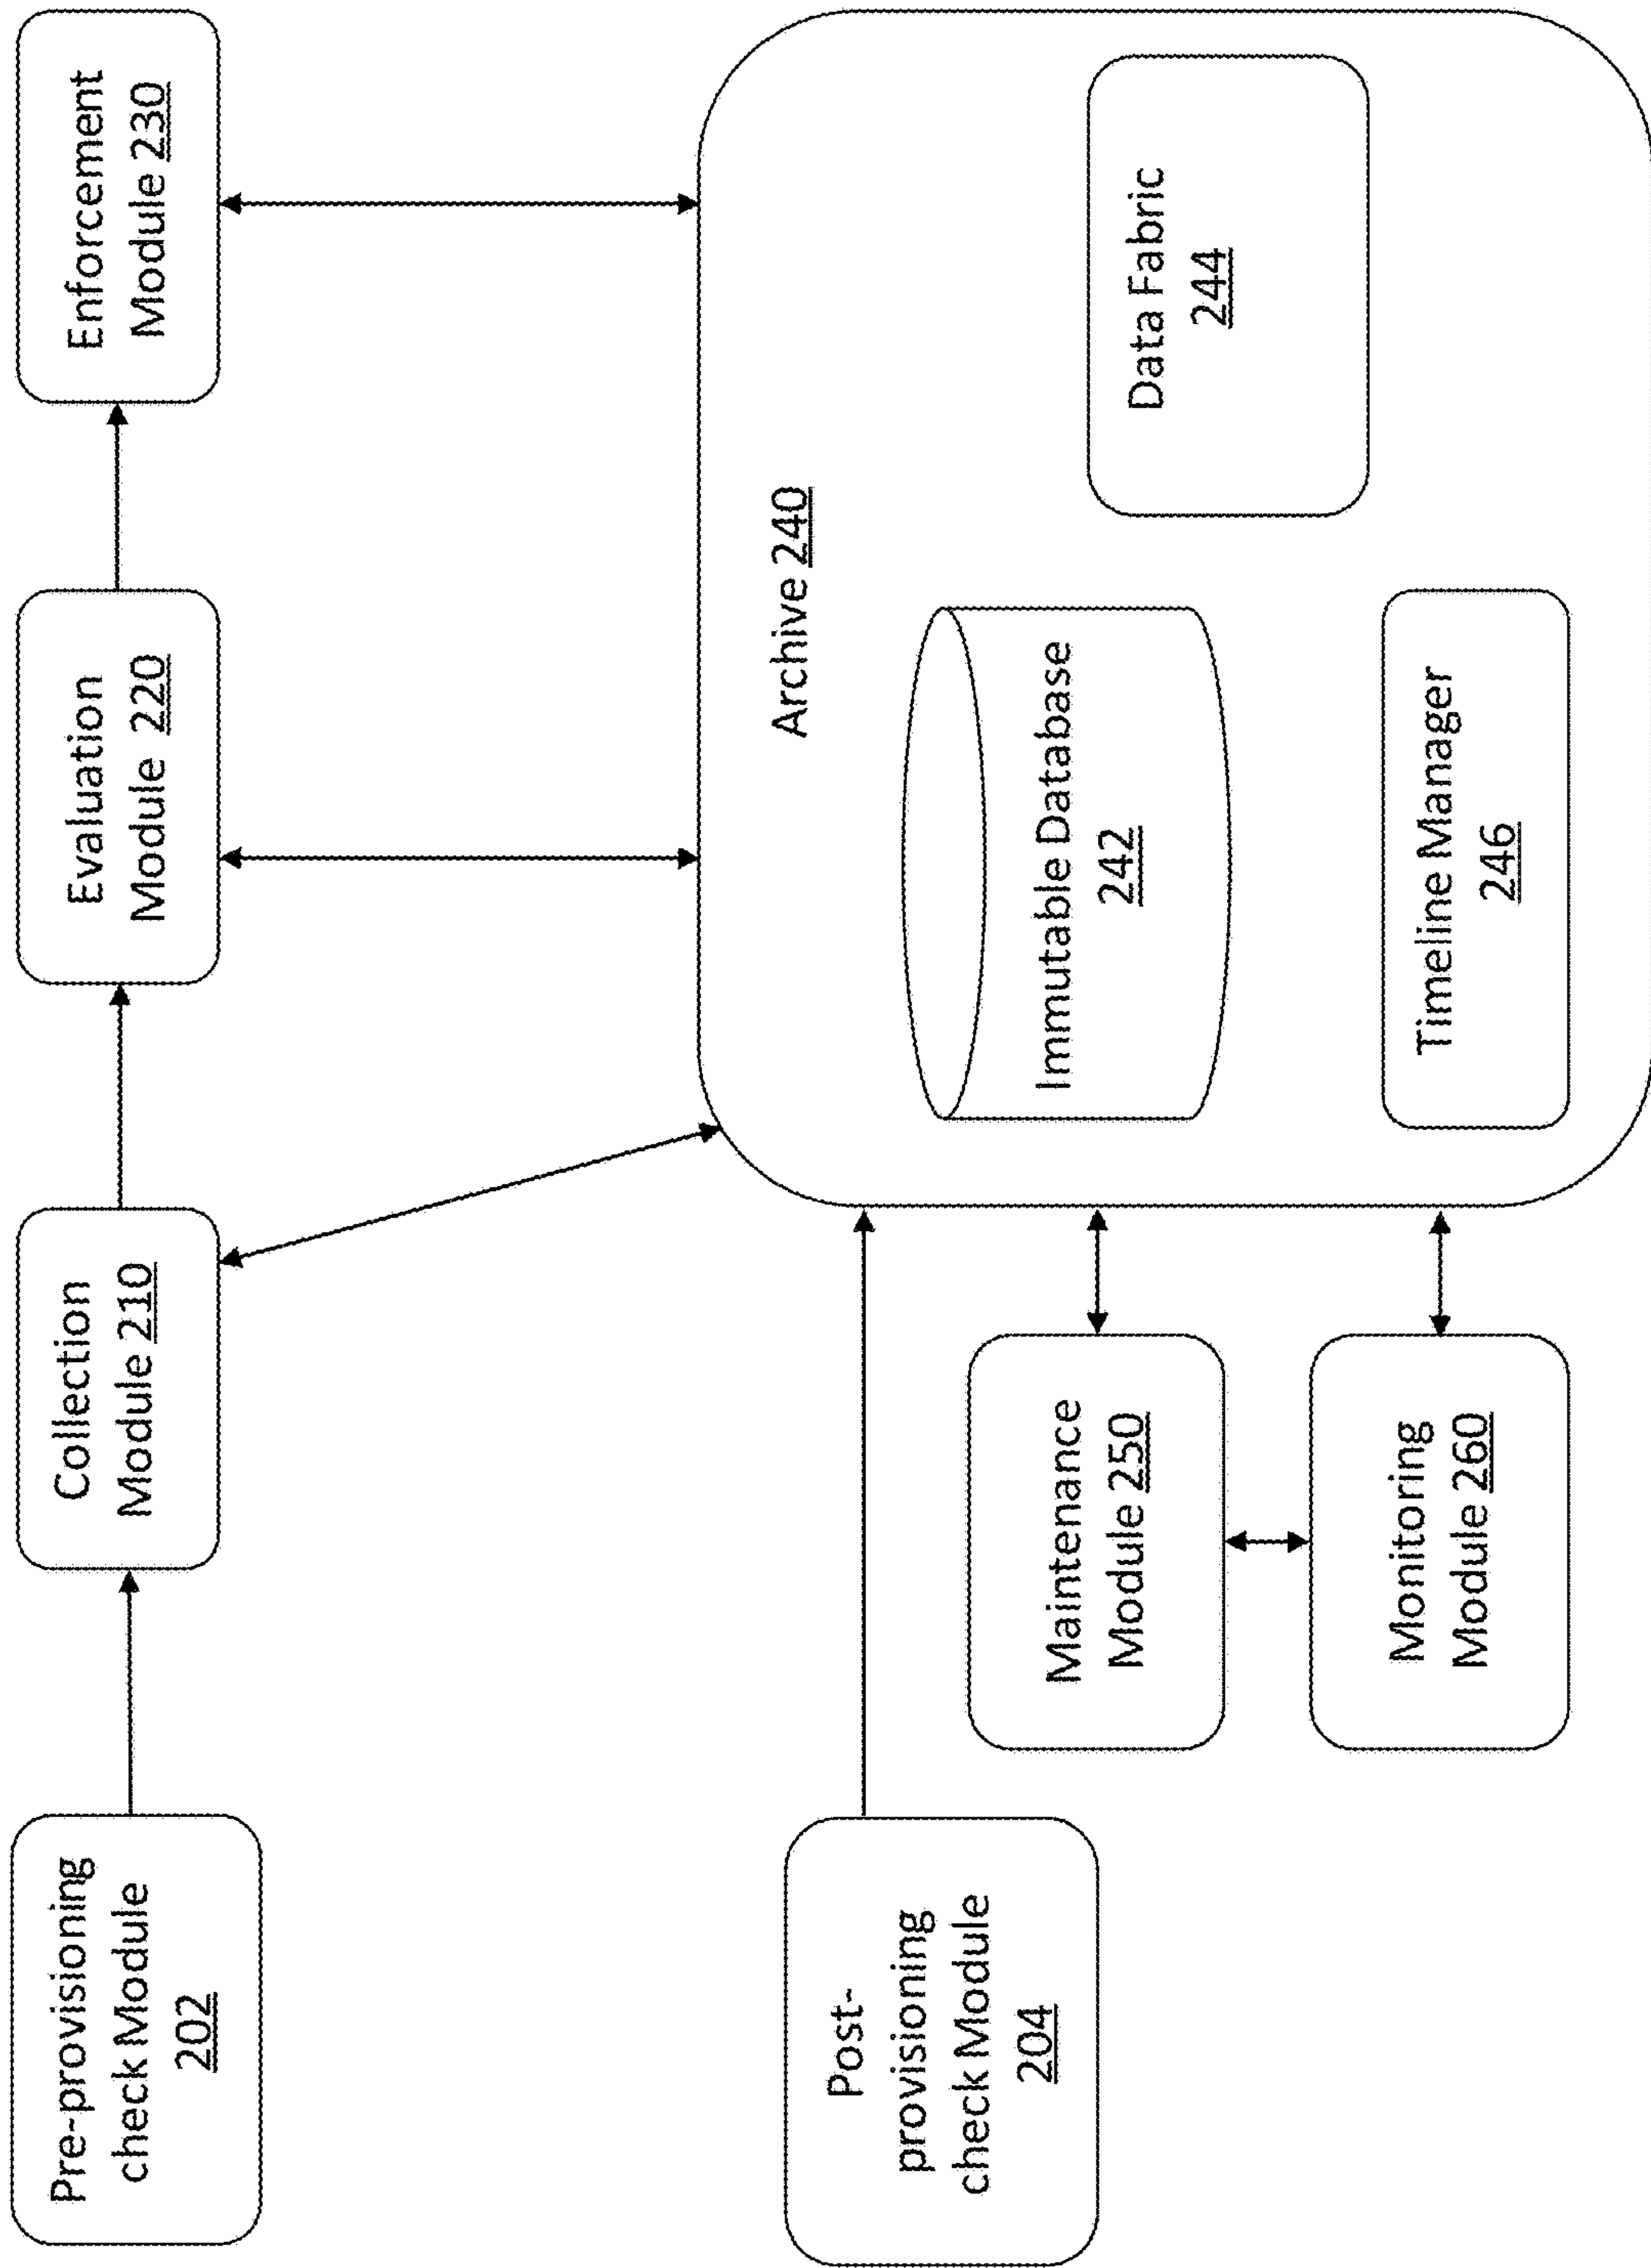 Pre-provisioning
check Module
202
Collection
Module 210
Evaluation
Module 220
Enforcement
Module 230
Post-
provisioning
check Module
204
Archive 240
Immutable Database
242
Data Fabric
244
Timeline Manager
246
Maintenance
Module 250
Monitoring
Module 260